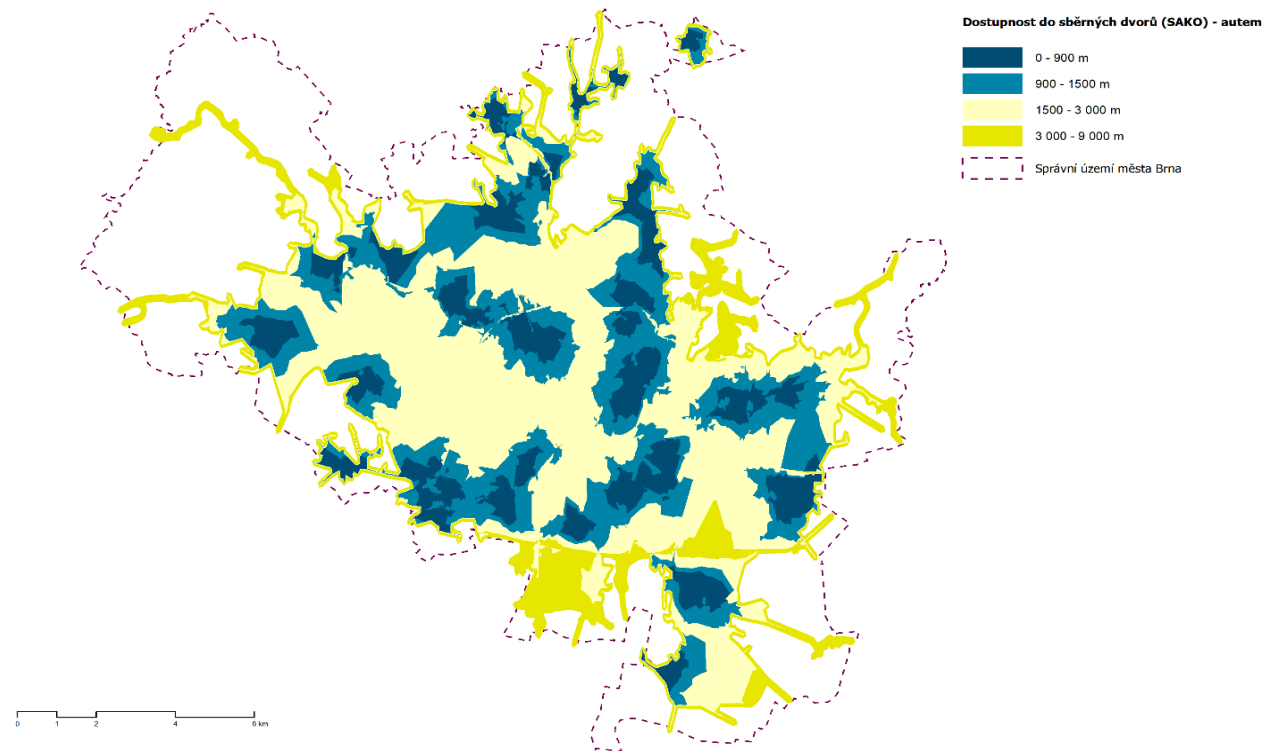 Dostupnost do sběrných dvorů (SAKO) - autem
0 - 900 m
900 - 1500 m
1500 - 3 000 m
3 000 - 9 000 m
Správní území města Brna
0 1 2 4 6 km